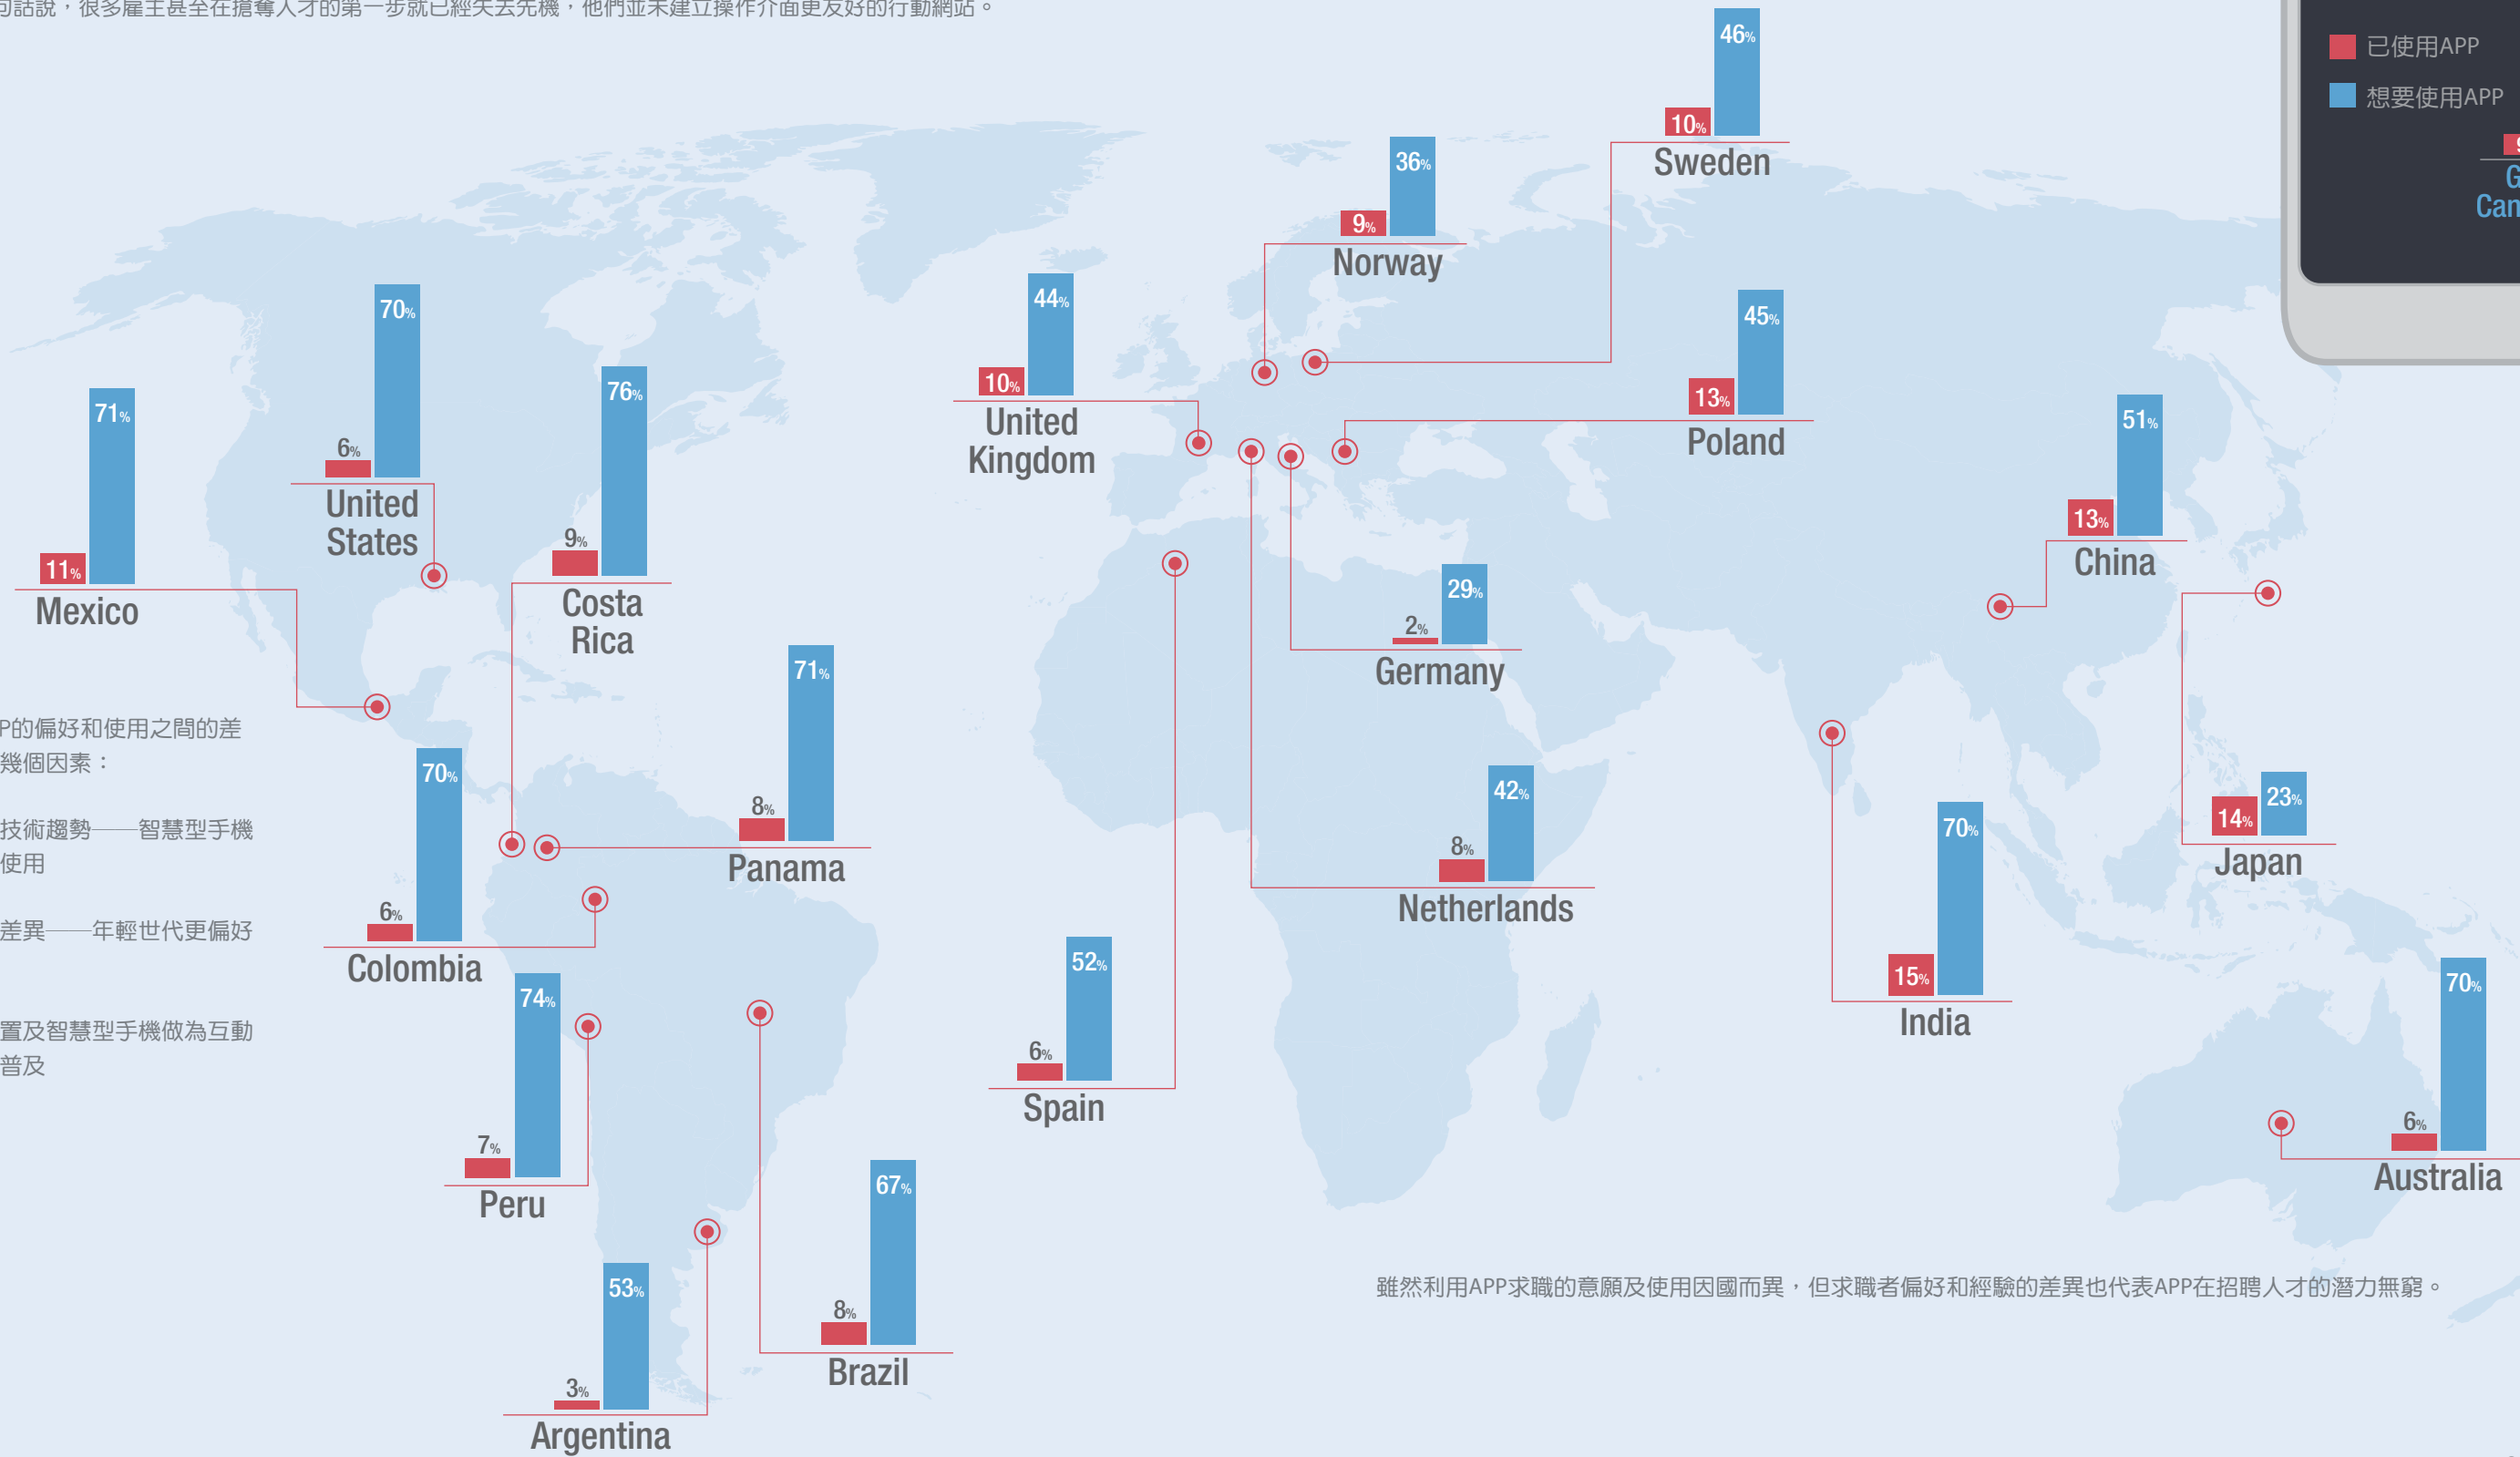 句話說，很多雇主甚至在搶奪人才的第一步就已經失去先機，他們並未建立操作介面更友好的行動網站。
已使用APP
想要使用APP
10%
46%
Sweden
9%
36%
Norway
6%
70%
United
States
10%
44%
United
Kingdom
13%
45%
Poland
11%
71%
Mexico
9%
76%
Costa
Rica
13%
51%
China
2%
29%
Germany
8%
71%
Panama
P的偏好和使用之間的差
幾個因素：
技術趨勢——智慧型手機
使用
差異——年輕世代更偏好
置及智慧型手機做為互動
普及
6%
70%
Colombia
8%
42%
Netherlands
14%
23%
Japan
15%
70%
India
7%
74%
Peru
6%
52%
Spain
6%
70%
Australia
8%
67%
Brazil
3%
53%
Argentina
雖然利用APP求職的意願及使用因國而異，但求職者偏好和經驗的差異也代表APP在招聘人才的潛力無窮。